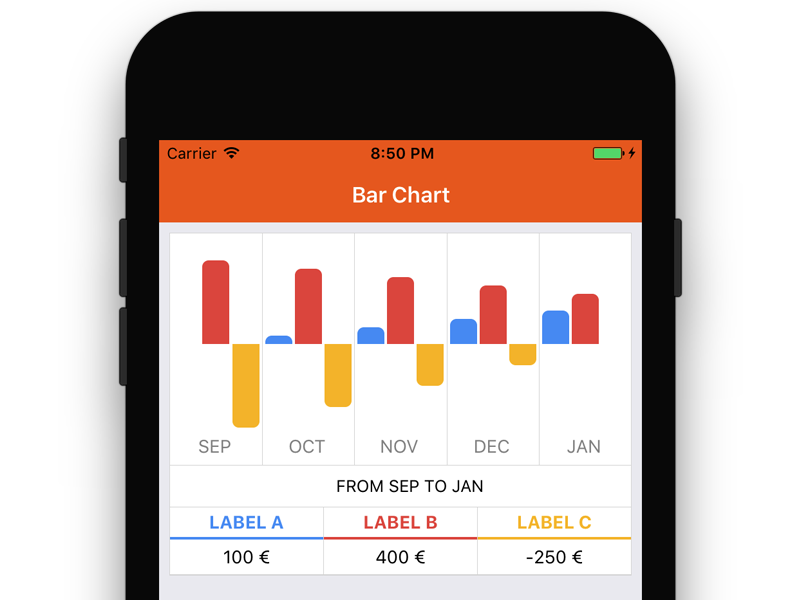 Carrier 8:50 PM
Bar Chart
SEP OCT NOV DEC JAN
FROM SEP TO JAN
LABEL A LABEL B LABEL C
100 € 400 € -250 €